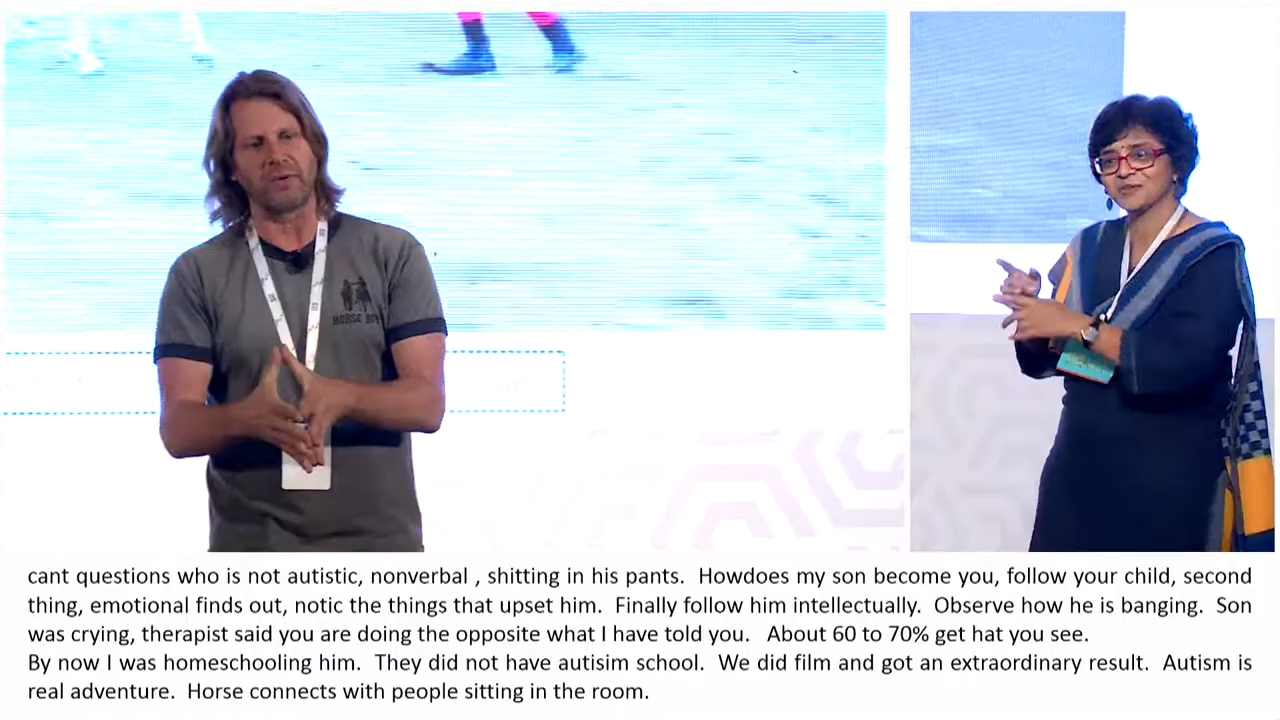 HORSE BOY
cant questions who is not autistic, nonverbal , shitting in his pants.  Howdoes my son become you, follow your child, second
thing, emotional finds out, notic the things that upset him.  Finally follow him intellectually.  Observe how he is banging.  Son
was crying, therapist said you are doing the opposite what I have told you.   About 60 to 70% get hat you see.
By now I was homeschooling him.  They did not have autisim school.  We did film and got an extraordinary result.  Autism is
real adventure.  Horse connects with people sitting in the room.